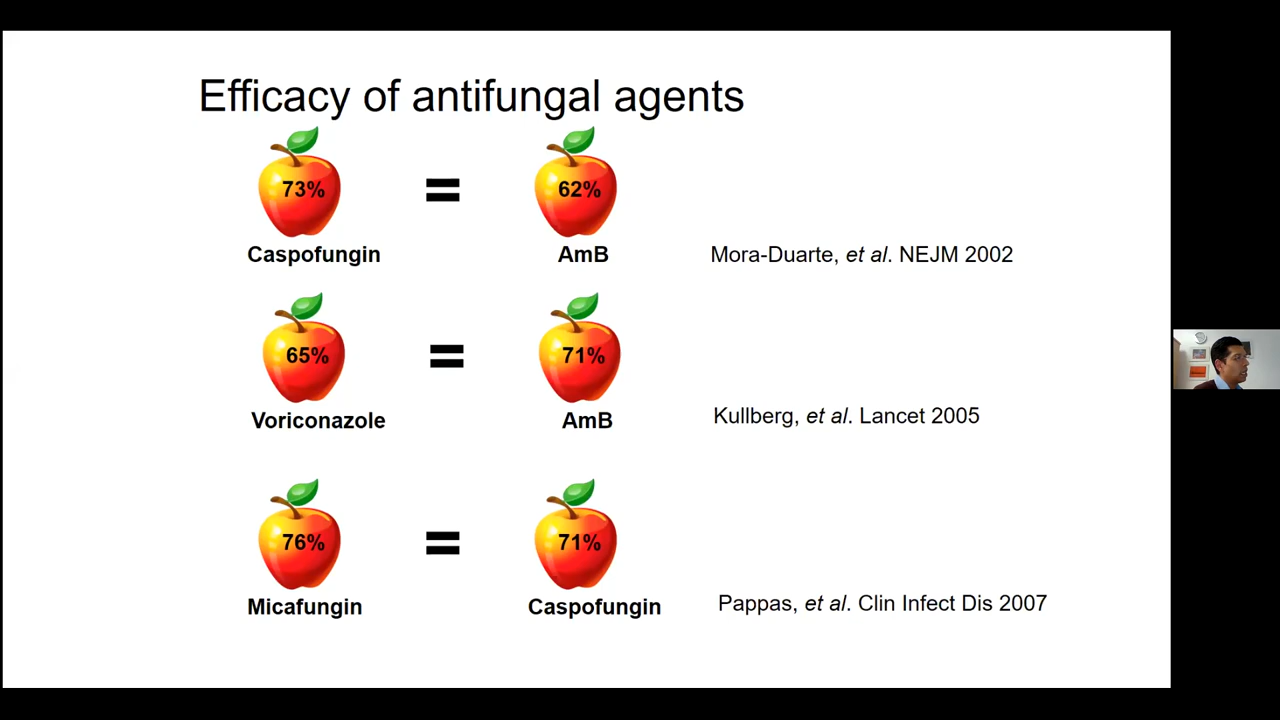 Efficacy of antifungal agents
73% = 62%
Caspofungin AmB Mora-Duarte, et al. NEJM 2002
65% = 71%
Voriconazole AmB Kullberg, et al. Lancet 2005
76% = 71%
Micafungin Caspofungin Pappas, et al. Clin Infect Dis 2007